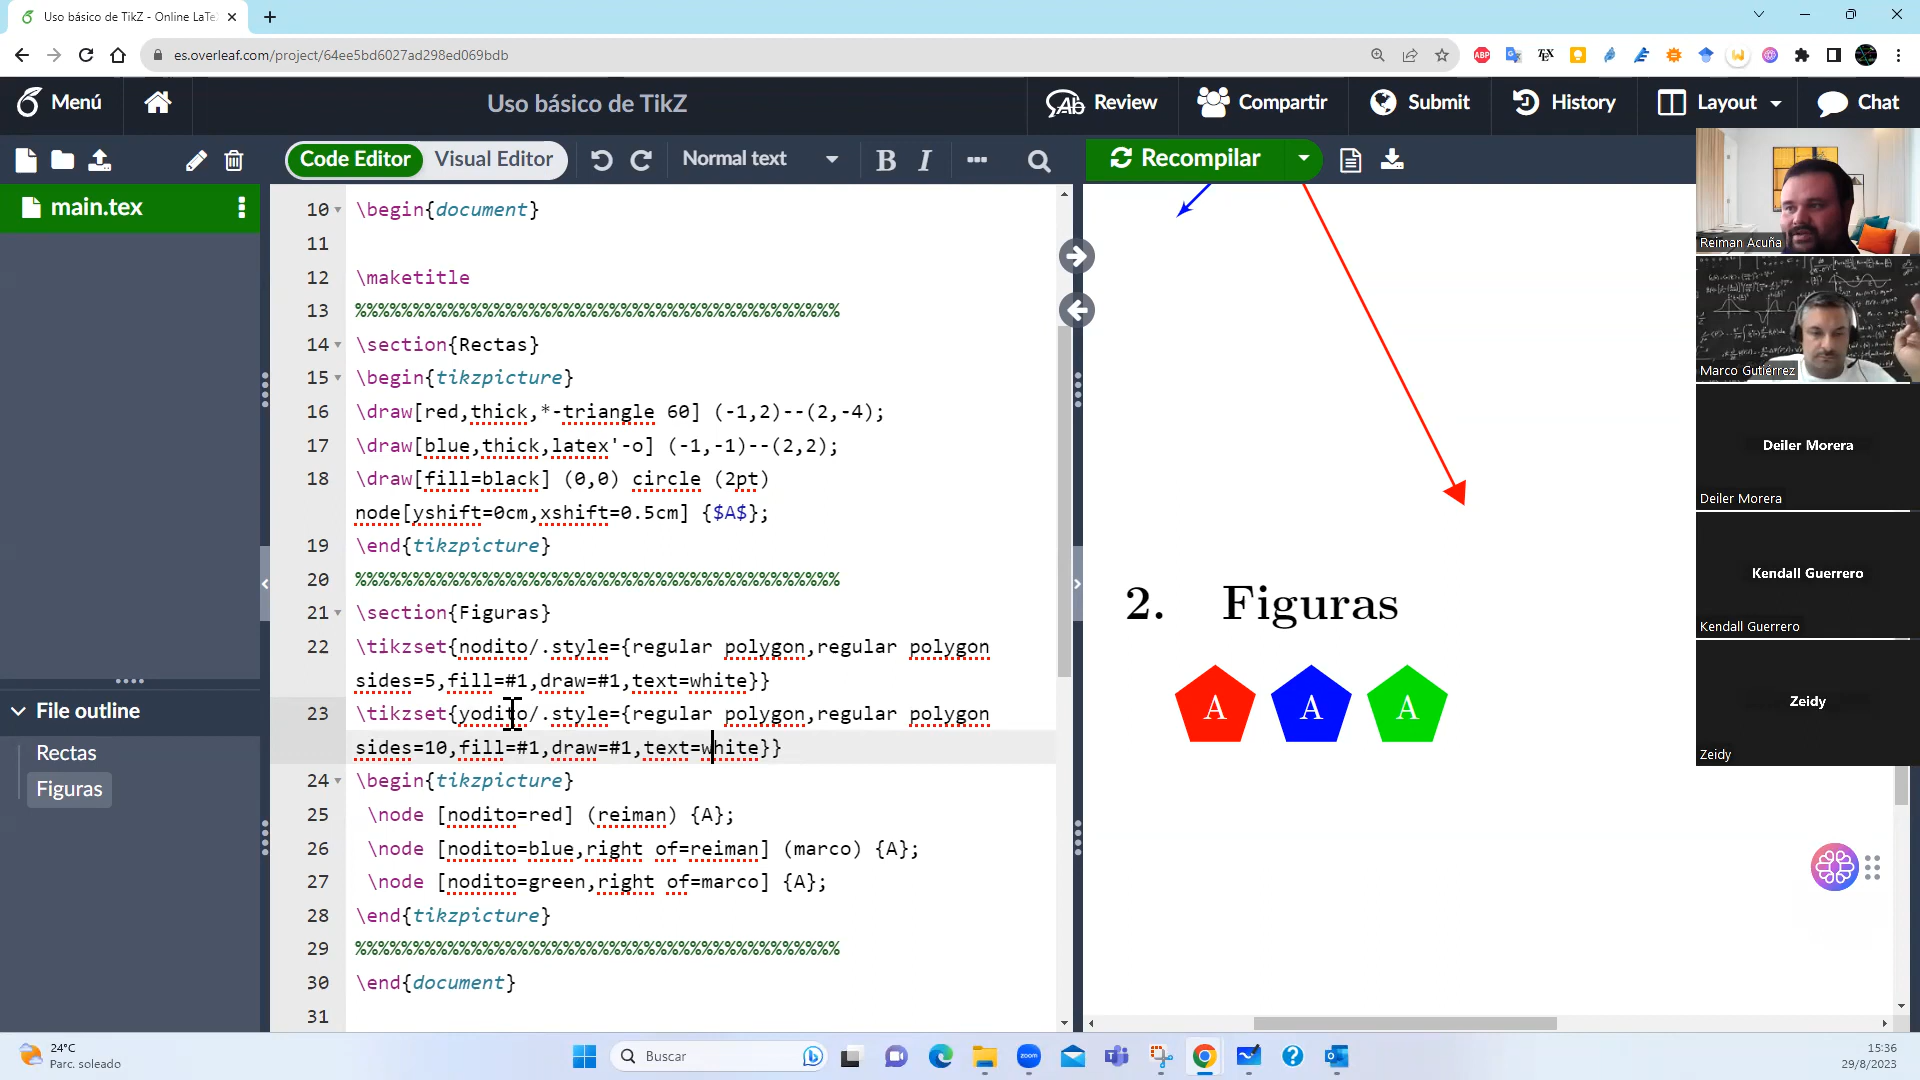 Uso básico de TikZ - Online LaTe
es.overleaf.com/project/64ee5bd6027ad298ed069bdb
ABP
TEX
Menú
Uso básico de TikZ
Review
Compartir
Submit
History
Layout
Chat
Code Editor
Visual Editor
Normal text
B I
Recompilar
main.tex
10 \begin{document}
11
12 \maketitle
13 %%%%%%%%%%%%%%%%%%%%%%%%%%%%%%%%%%%%%%%%%%
14 \section{Rectas}
15 \begin{tikzpicture}
16 \draw[red,thick,*-triangle 60] (-1,2)--(2,-4);
17 \draw[blue,thick,latex'-o] (-1,-1)--(2,2);
18 \draw[fill=black] (0,0) circle (2pt)
node[yshift=0cm,xshift=0.5cm] {$A$};
19 \end{tikzpicture}
20 %%%%%%%%%%%%%%%%%%%%%%%%%%%%%%%%%%%%%%%%%%
21 \section{Figuras}
22 \tikzset{nodito/.style={regular polygon,regular polygon
sides=5,fill=#1,draw=#1,text=white}}
23 \tikzset{yodito/.style={regular polygon,regular polygon
sides=10,fill=#1,draw=#1,text=white}}
24 \begin{tikzpicture}
25 \node [nodito=red] (reiman) {A};
26 \node [nodito=blue,right of=reiman] (marco) {A};
27 \node [nodito=green,right of=marco] {A};
28 \end{tikzpicture}
29 %%%%%%%%%%%%%%%%%%%%%%%%%%%%%%%%%%%%%%%%%%
30 \end{document}
31
File outline
Rectas
Figuras
2. Figuras
A A A
Reiman Acuña
Marco Gutiérrez
Deiler Morera
Deiler Morera
Kendall Guerrero
Kendall Guerrero
Zeidy
Zeidy
24°C
Parc. soleado
Buscar
zoom
15:36
29/8/2023